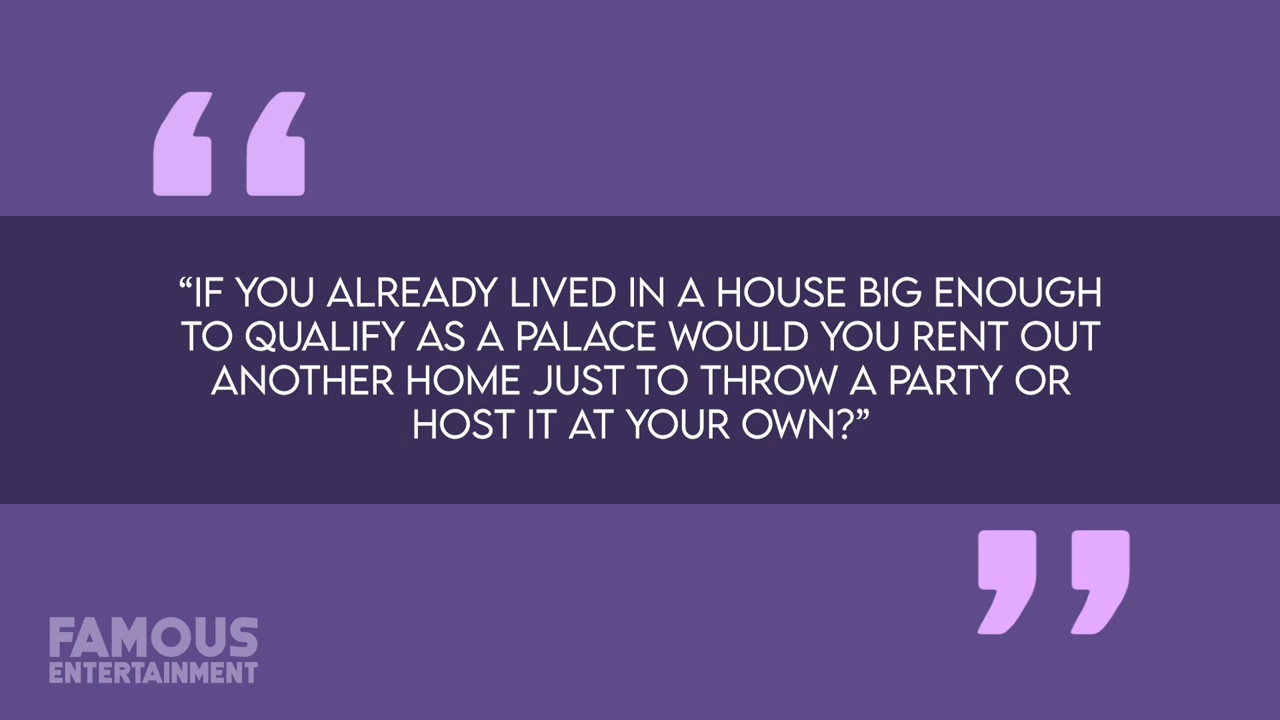 “IF YOU ALREADY LIVED IN A HOUSE BIG ENOUGH
TO QUALIFY AS A PALACE WOULD YOU RENT OUT
ANOTHER HOME JUST TO THROW A PARTY OR
HOST IT AT YOUR OWN?”
FAMOUS
ENTERTAINMENT